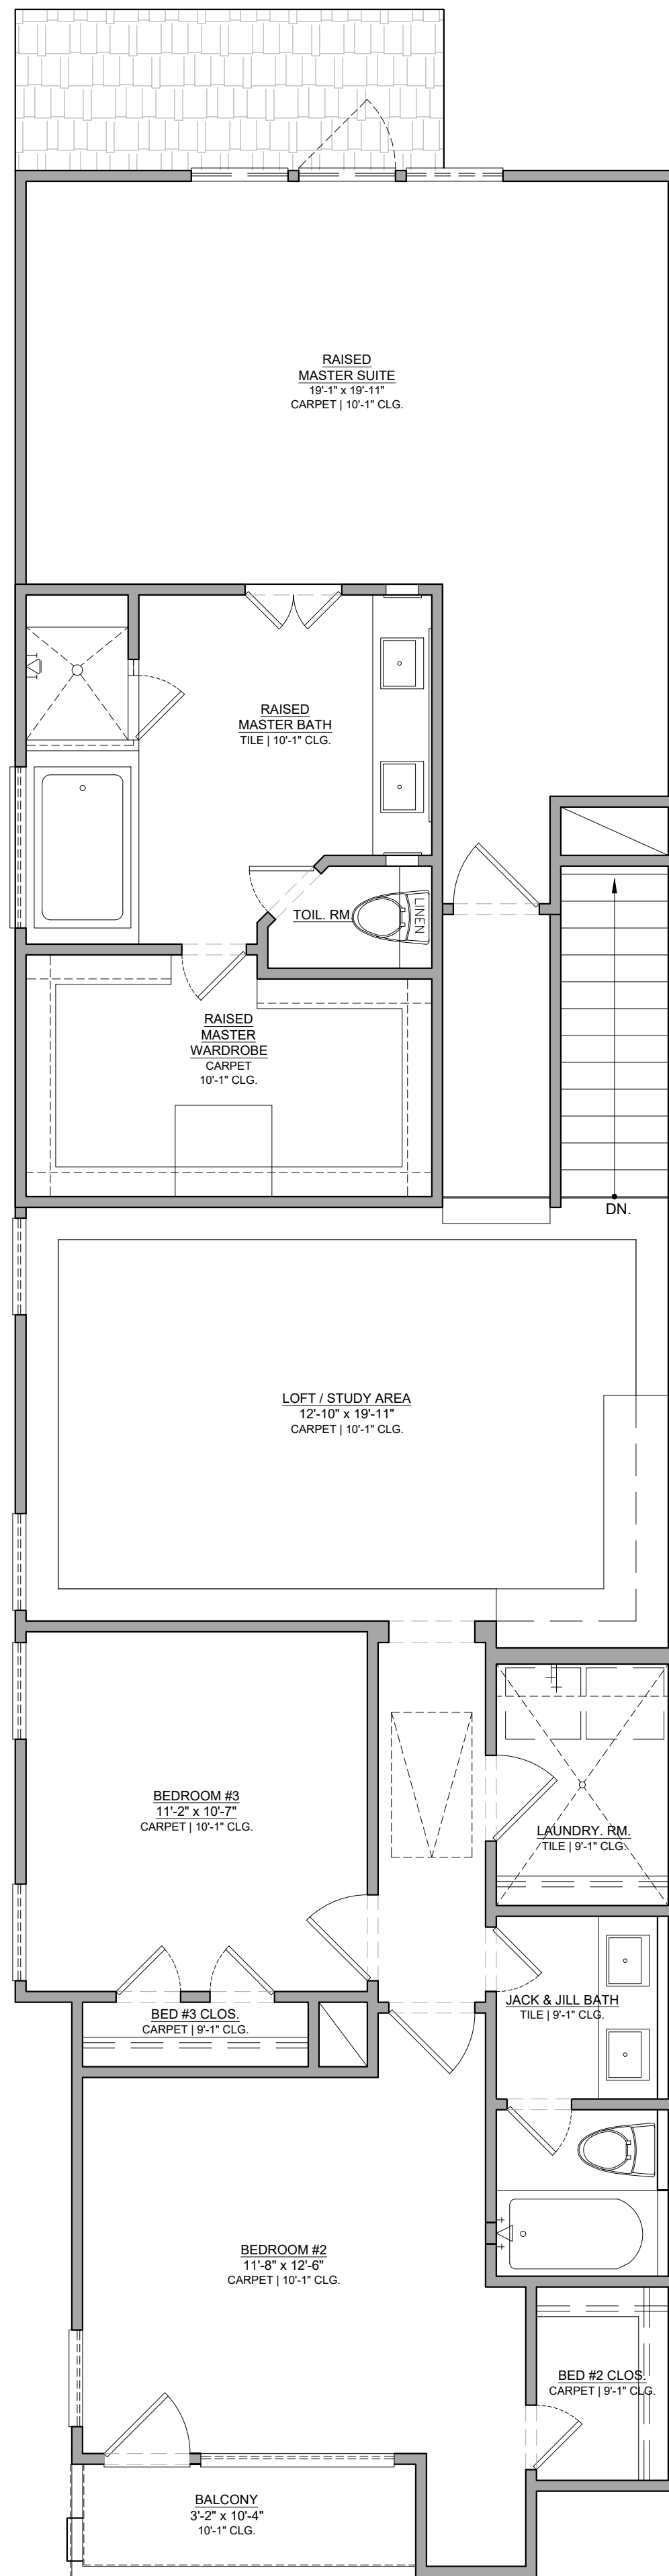 RAISED
MASTER SUITE
19'-1" x 19'-11"
CARPET | 10'-1" CLG.
RAISED
MASTER BATH
TILE | 10'-1" CLG.
TOIL. RM.
LINEN
RAISED
MASTER
WARDROBE
CARPET
10'-1" CLG.
DN.
LOFT / STUDY AREA
12'-10" x 19'-11"
CARPET | 10'-1" CLG.
BEDROOM #3
11'-2" x 10'-7"
CARPET | 10'-1" CLG.
LAUNDRY. RM.
TILE | 9'-1" CLG.
JACK & JILL BATH
TILE | 9'-1" CLG.
BED #3 CLOS.
CARPET | 9'-1" CLG.
BEDROOM #2
11'-8" x 12'-6"
CARPET | 10'-1" CLG.
BED #2 CLOS.
CARPET | 9'-1" CLG.
BALCONY
3'-2" x 10'-4"
10'-1" CLG.